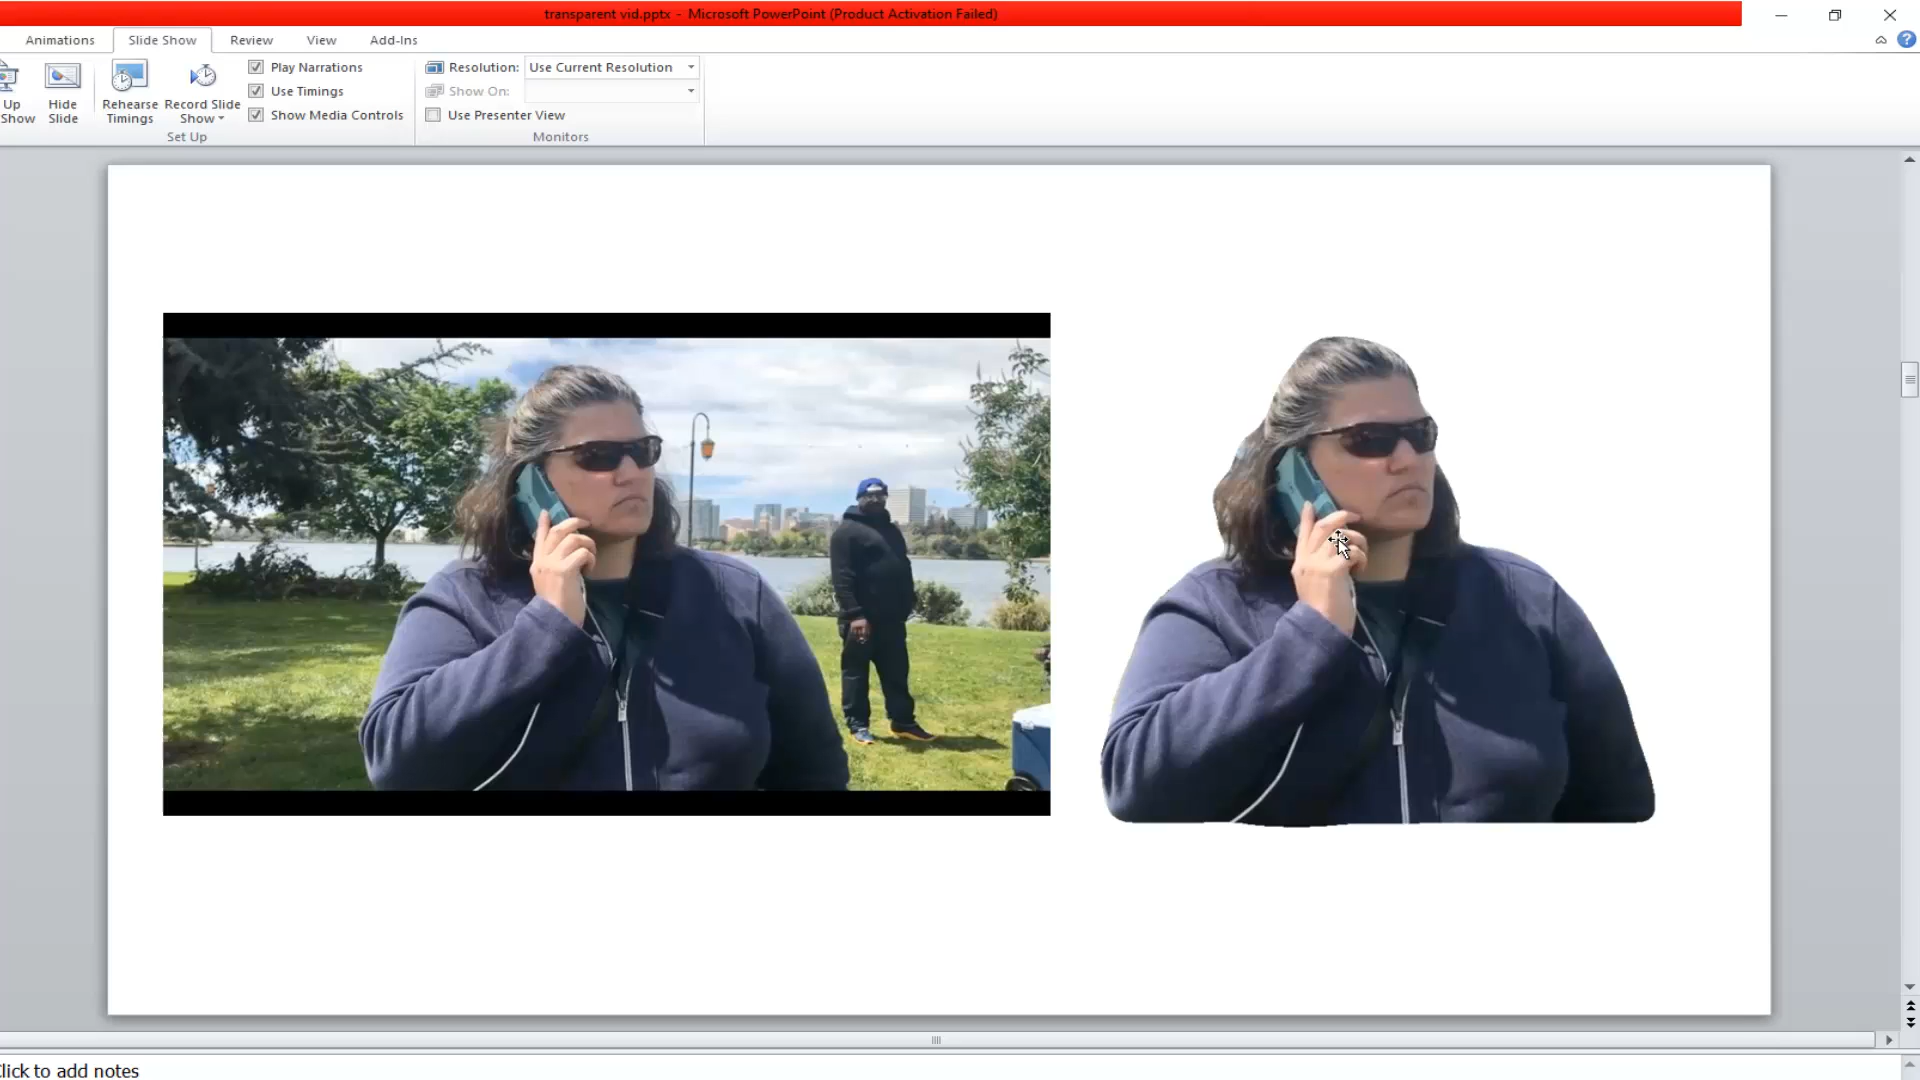 transparent vid.pptx - Microsoft PowerPoint (Product Activation Failed)
Animations Slide Show Review View Add-Ins
Up Show
Hide Slide
Rehearse Timings
Record Slide Show
Play Narrations
Use Timings
Show Media Controls
Set Up
Resolution: Use Current Resolution
Show On:
Use Presenter View
Monitors
lick to add notes